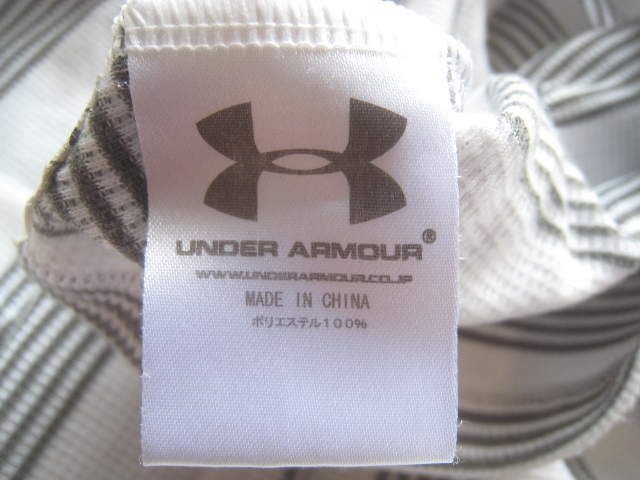 UNDER ARMOUR®
WWW.UNDERARMOUR.CO.JP
MADE IN CHINA
ポリエステル100%